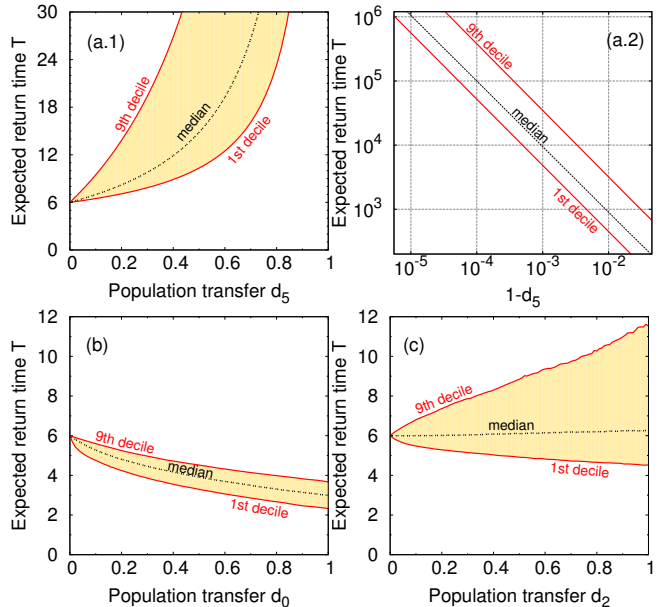 (a.1)
Expected return time T
30
24
18
12
6
0
9th decile
median
1st decile
0 0.2 0.4 0.6 0.8 1
Population transfer d5
(a.2)
Expected return time T
10^6
10^5
10^4
10^3
9th decile
median
1st decile
10^-5 10^-4 10^-3 10^-2
1-d5
(b)
Expected return time T
12
10
8
6
4
2
0
9th decile
median
1st decile
0 0.2 0.4 0.6 0.8 1
Population transfer d0
(c)
Expected return time T
12
10
8
6
4
2
0
9th decile
median
1st decile
0 0.2 0.4 0.6 0.8 1
Population transfer d2